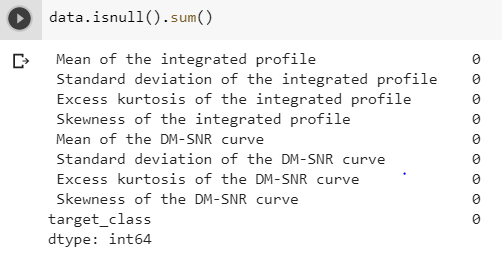 data.isnull().sum()
Mean of the integrated profile 0
Standard deviation of the integrated profile 0
Excess kurtosis of the integrated profile 0
Skewness of the integrated profile 0
Mean of the DM-SNR curve 0
Standard deviation of the DM-SNR curve 0
Excess kurtosis of the DM-SNR curve 0
Skewness of the DM-SNR curve 0
target_class 0
dtype: int64